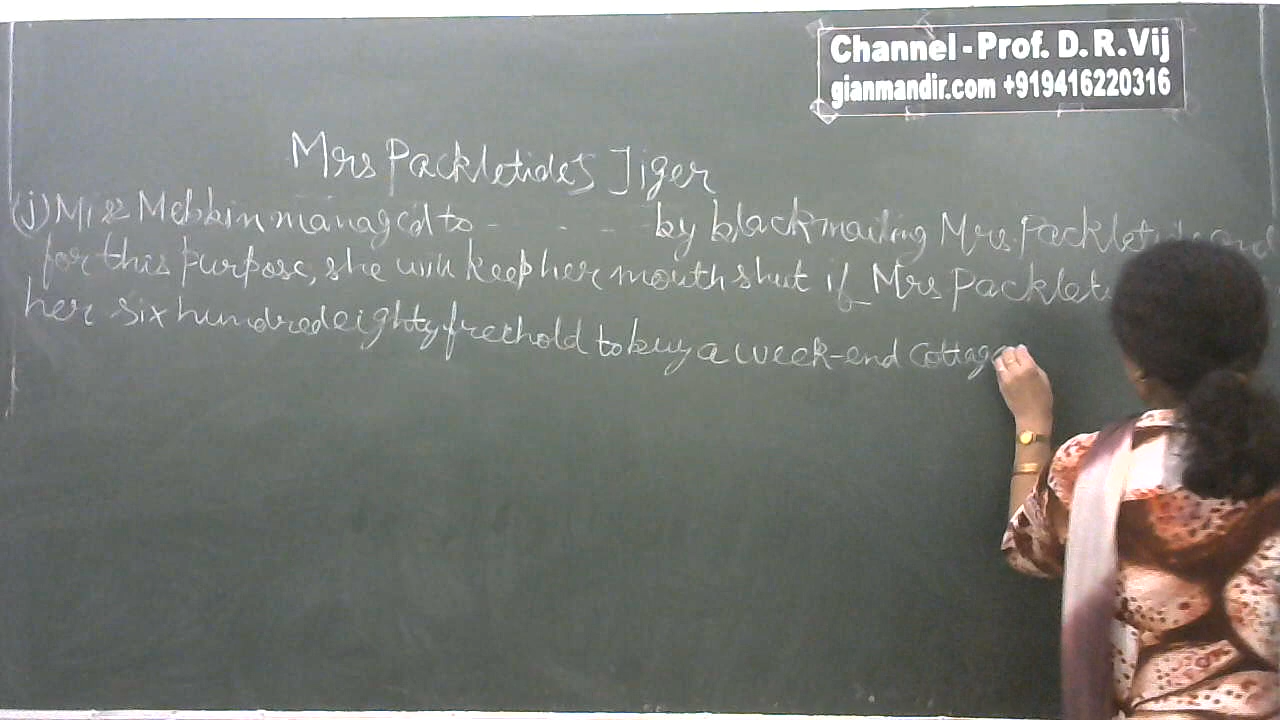 Channel - Prof. D. R. Vij
gianmandir.com +919416220316
Mrs Packletide's Tiger
(j) Miss Mebbin managed to - - - - by blackmailing Mrs. Packletide and
for this purpose, she will keep her mouth shut if Mrs Packlet
her six hundred eighty freehold to buy a week-end Cottage